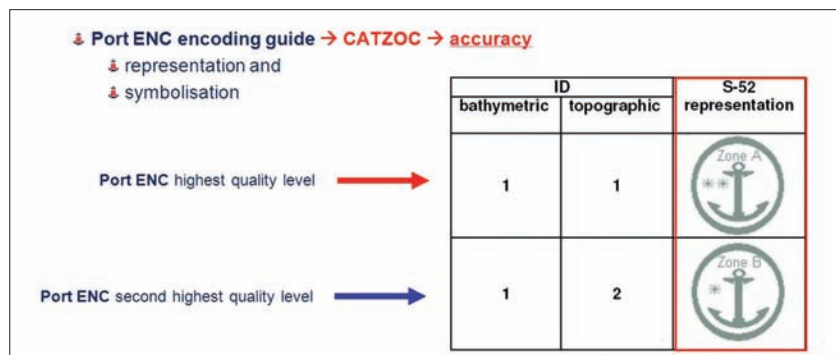 Port ENC encoding guide → CATZOC → accuracy
representation and
symbolisation
ID
S-52
representation
bathymetric
topographic
Port ENC highest quality level
1
1
Zone A
**
Port ENC second highest quality level
1
2
Zone B
*